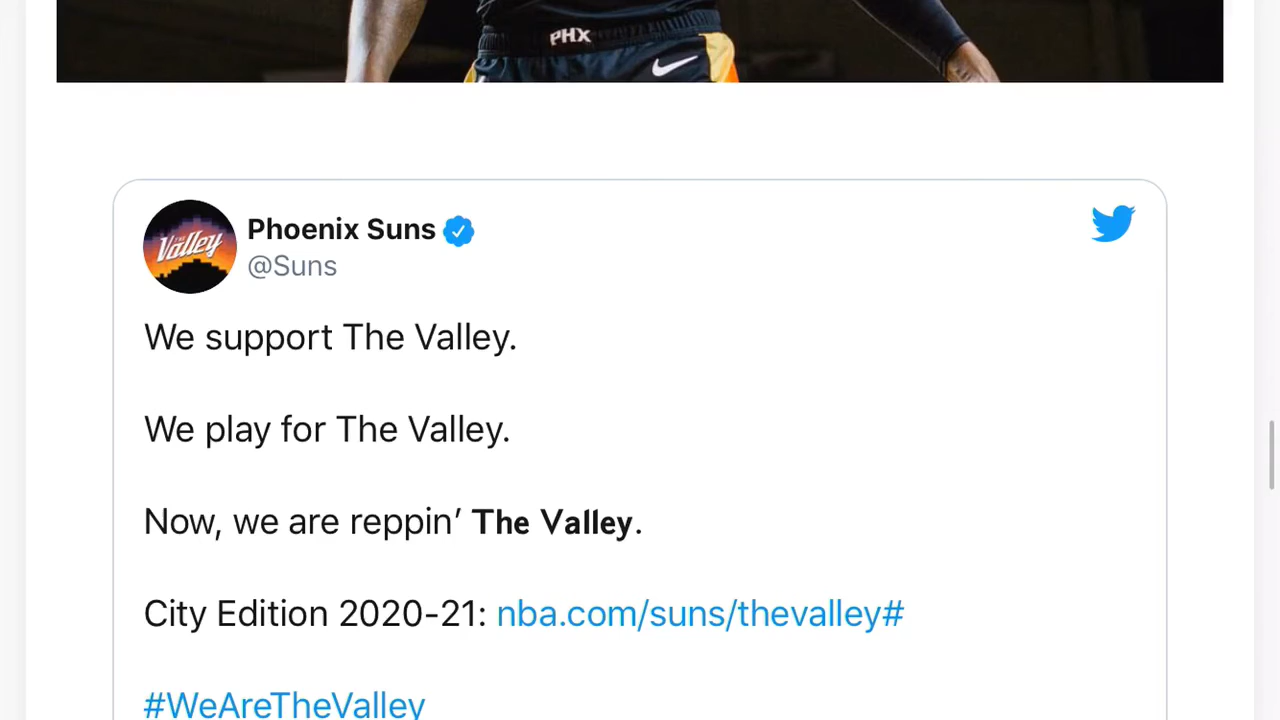 PHX
The
Valley
Phoenix Suns
@Suns
We support The Valley.
We play for The Valley.
Now, we are reppin’ The Valley.
City Edition 2020-21: nba.com/suns/thevalley#
#WeAreTheValley